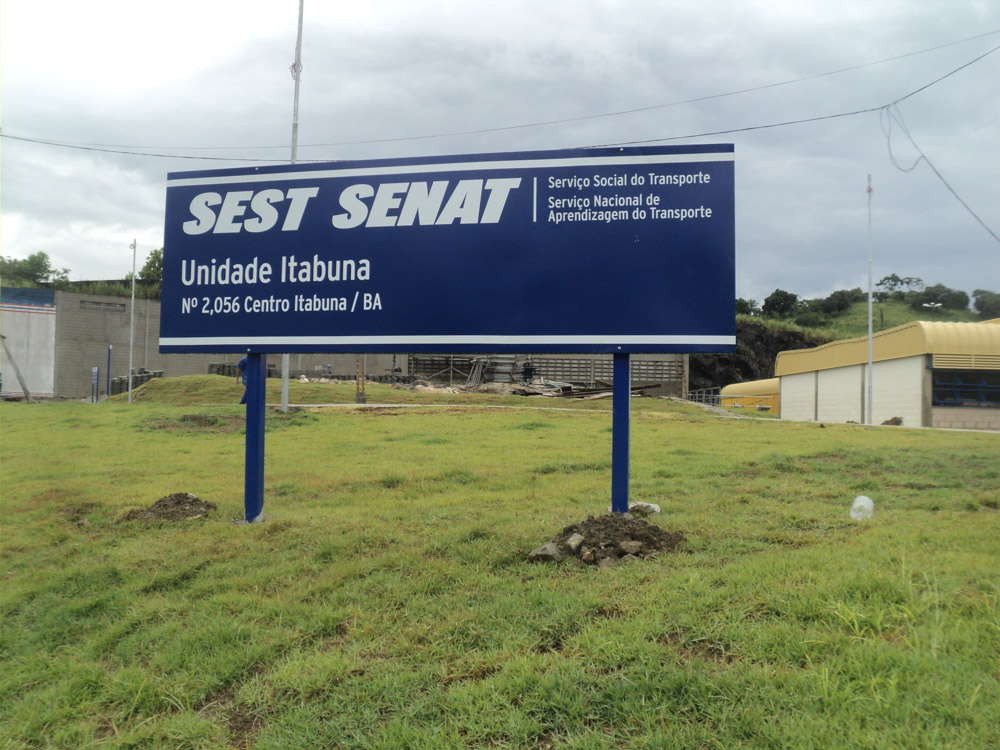 SEST SENAT
Serviço Social do Transporte
Serviço Nacional de
Aprendizagem do Transporte
Unidade Itabuna
Nº 2,056 Centro Itabuna / BA